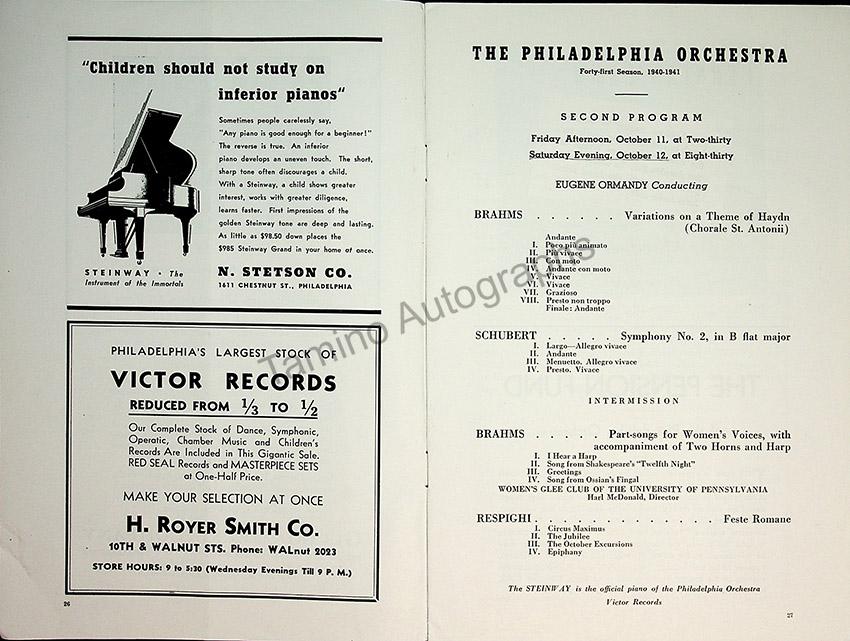 "Children should not study on
inferior pianos"
Sometimes people carelessly say,
"Any piano is good enough for a beginner!"
The reverse is true. An inferior
piano develops an uneven touch. The short,
sharp tone often discourages a child.
With a Steinway, a child shows greater
interest, works with greater diligence,
learns faster. First impressions of the
golden Steinway tone are deep and lasting.
As little as $98.50 down places the
$985 Steinway Grand in your home at once.
STEINWAY • The
Instrument of the Immortals
N. STETSON CO.
1611 CHESTNUT ST., PHILADELPHIA
PHILADELPHIA'S LARGEST STOCK OF
VICTOR RECORDS
REDUCED FROM 1/3 TO 1/2
Our Complete Stock of Dance, Symphonic,
Operatic, Chamber Music and Children's
Records Are Included in This Gigantic Sale.
RED SEAL Records and MASTERPIECE SETS
at One-Half Price.
MAKE YOUR SELECTION AT ONCE
H. ROYER SMITH CO.
10TH & WALNUT STS. Phone: WALnut 2023
STORE HOURS: 9 to 5:30 (Wednesday Evenings Till 9 P. M.)
26
THE PHILADELPHIA ORCHESTRA
Forty-first Season, 1940-1941
SECOND PROGRAM
Friday Afternoon, October 11, at Two-thirty
Saturday Evening, October 12, at Eight-thirty
EUGENE ORMANDY Conducting
BRAHMS . . . . . . Variations on a Theme of Haydn
(Chorale St. Antonii)
Andante
I. Poco più animato
II. Più vivace
III. Con moto
IV. Andante con moto
V. Vivace
VI. Vivace
VII. Grazioso
VIII. Presto non troppo
Finale: Andante
SCHUBERT . . . . . Symphony No. 2, in B flat major
I. Largo—Allegro vivace
II. Andante
III. Menuetto. Allegro vivace
IV. Presto. Vivace
INTERMISSION
BRAHMS . . . . . Part-songs for Women's Voices, with
accompaniment of Two Horns and Harp
I. I Hear a Harp
II. Song from Shakespeare's "Twelfth Night"
III. Greetings
IV. Song from Ossian's Fingal
WOMEN'S GLEE CLUB OF THE UNIVERSITY OF PENNSYLVANIA
Harl McDonald, Director
RESPIGHI . . . . . . . . . . . . . Feste Romane
I. Circus Maximus
II. The Jubilee
III. The October Excursions
IV. Epiphany
The STEINWAY is the official piano of the Philadelphia Orchestra
Victor Records
27
Tamino Autographs
THE PENSION FUND